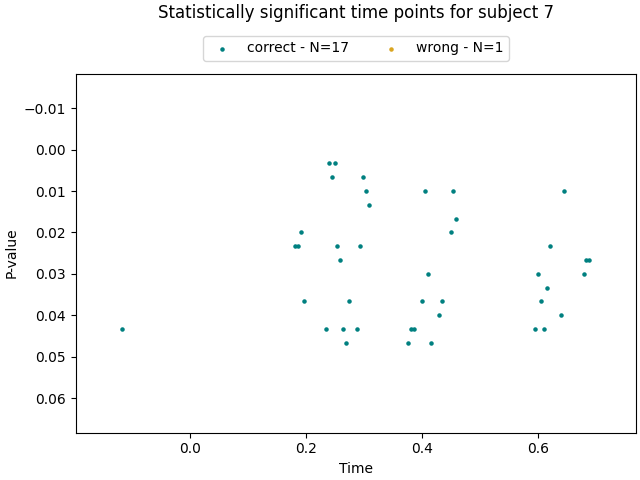 Statistically significant time points for subject 7
correct - N=17
wrong - N=1
−0.01
0.00
0.01
0.02
0.03
0.04
0.05
0.06
P-value
0.0
0.2
0.4
0.6
Time